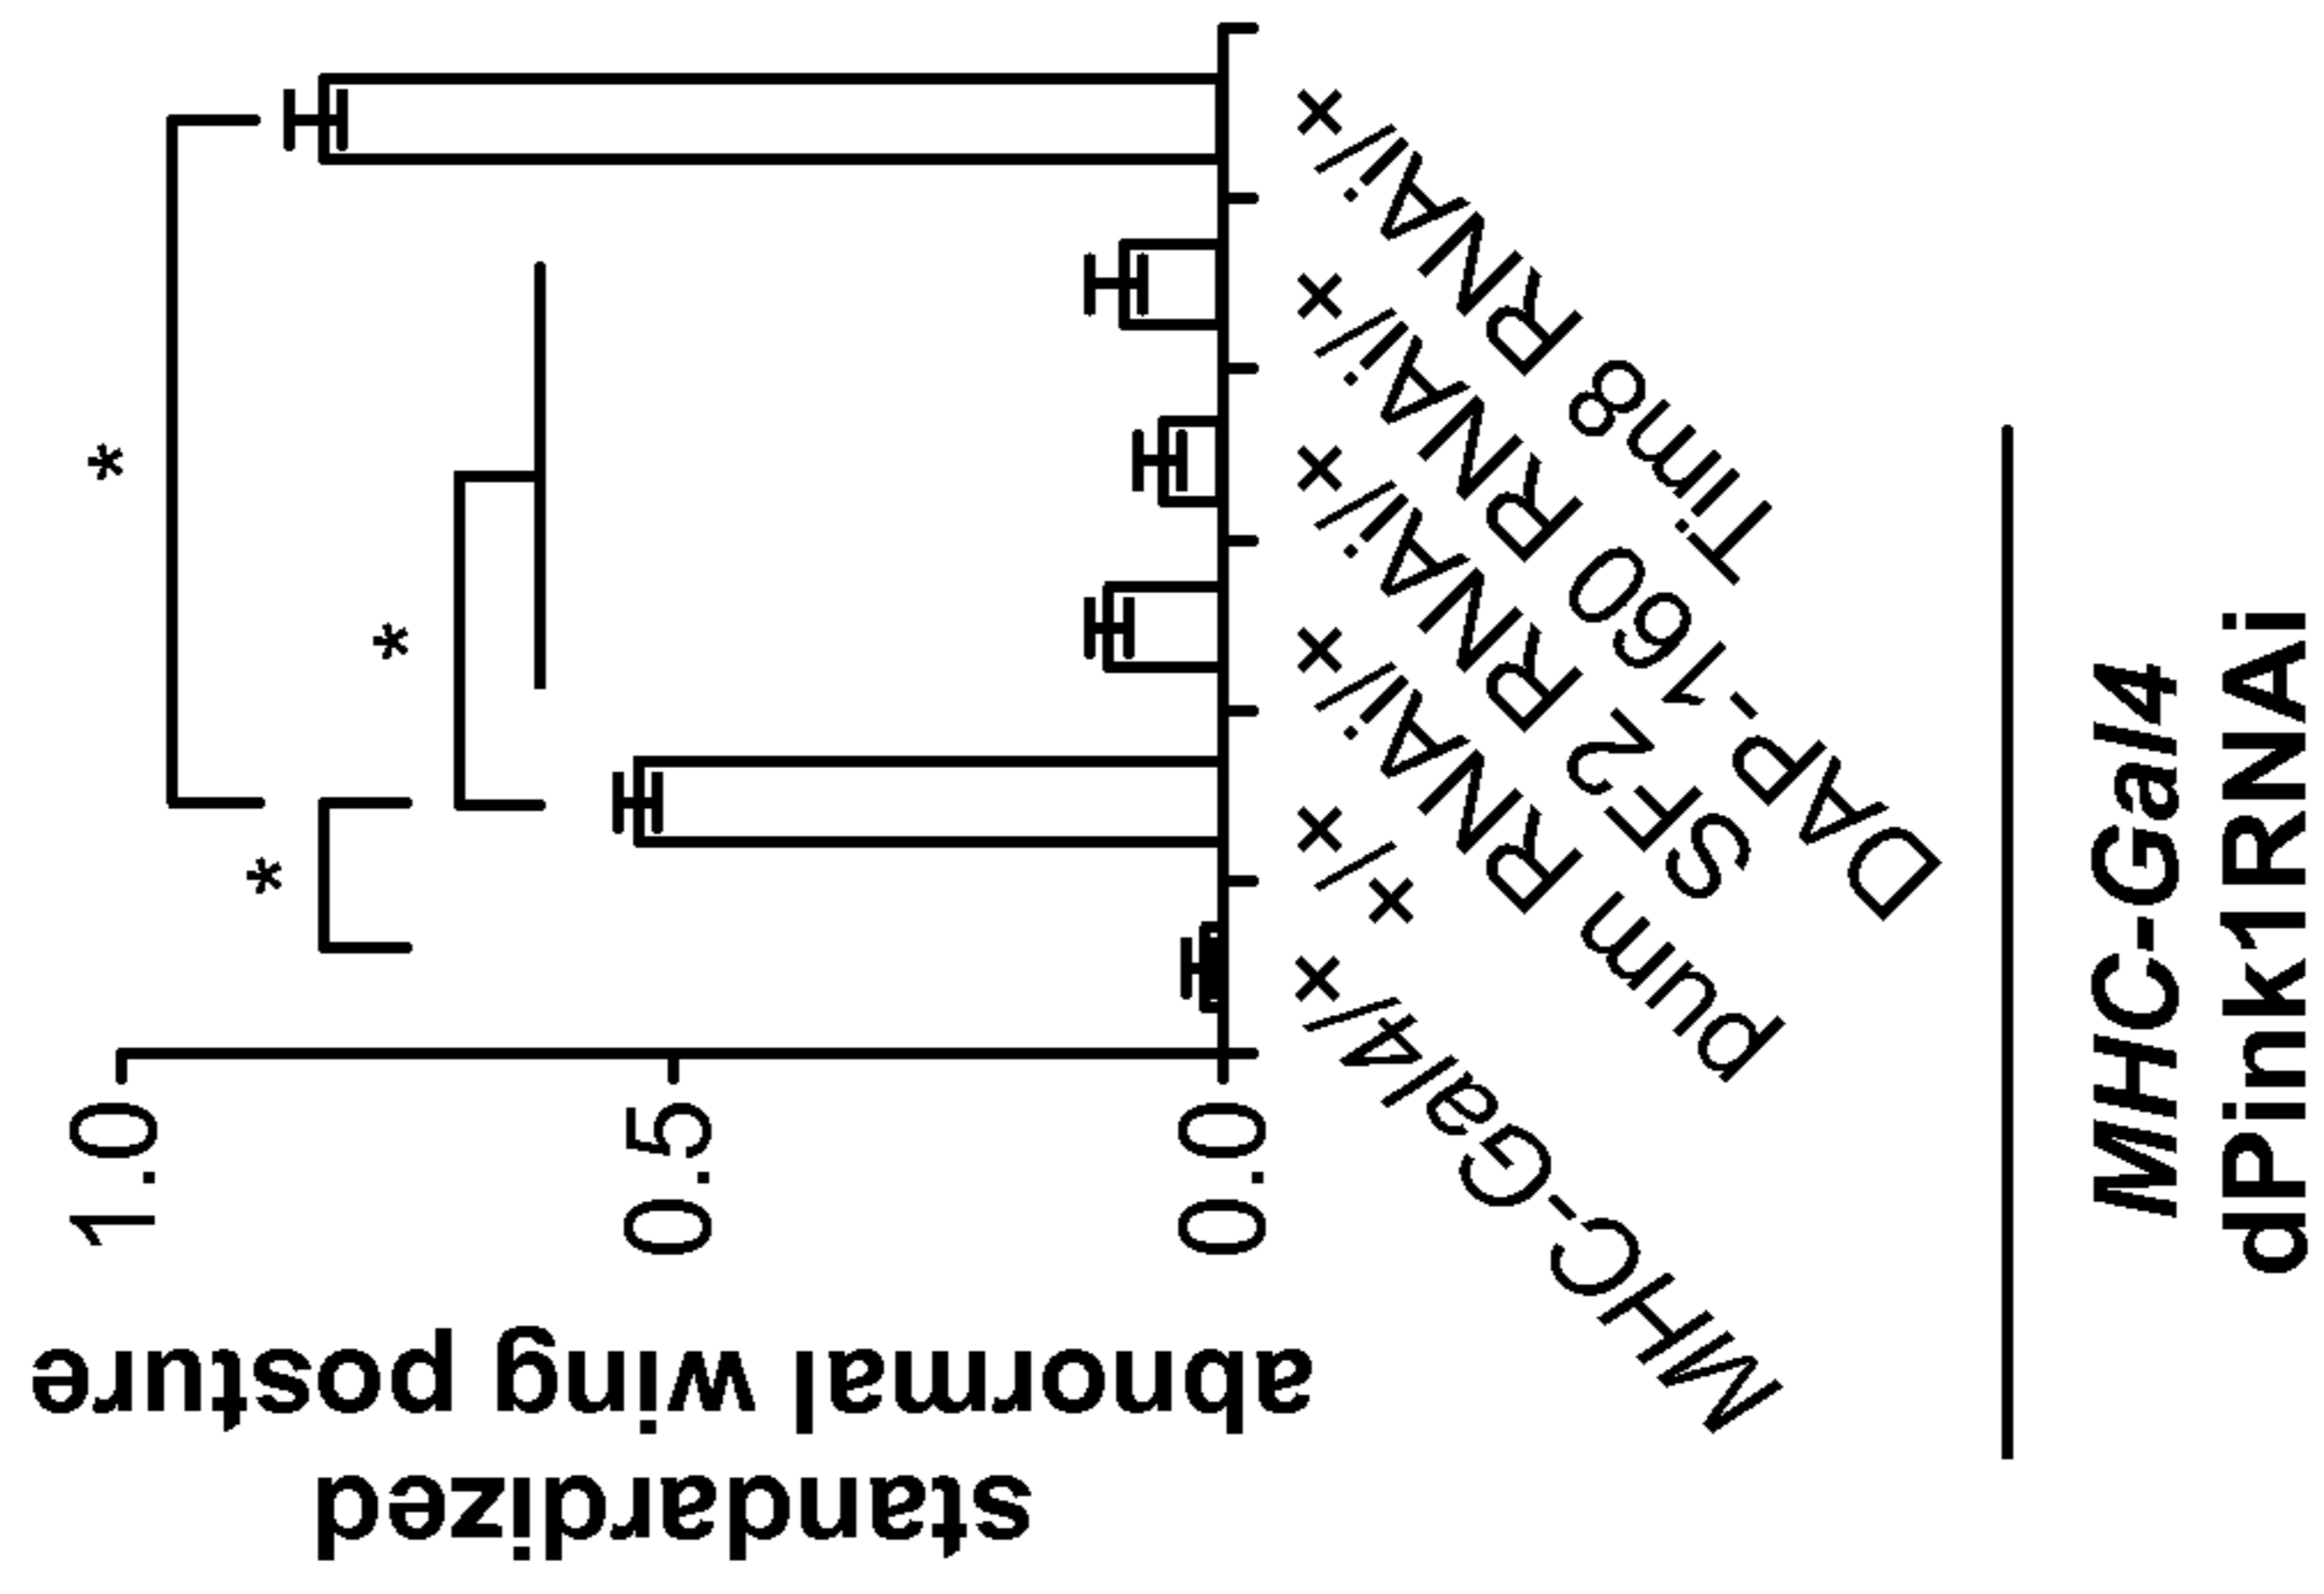 standardized
abnormal wing posture
1.0
0.5
0.0
*
*
*
MHC-Gal4/+
+/+
pum RNAi/+
SF2 RNAi/+
DAP-160 RNAi/+
Tim8 RNAi/+
MHC-Gal4
dPink1RNAi